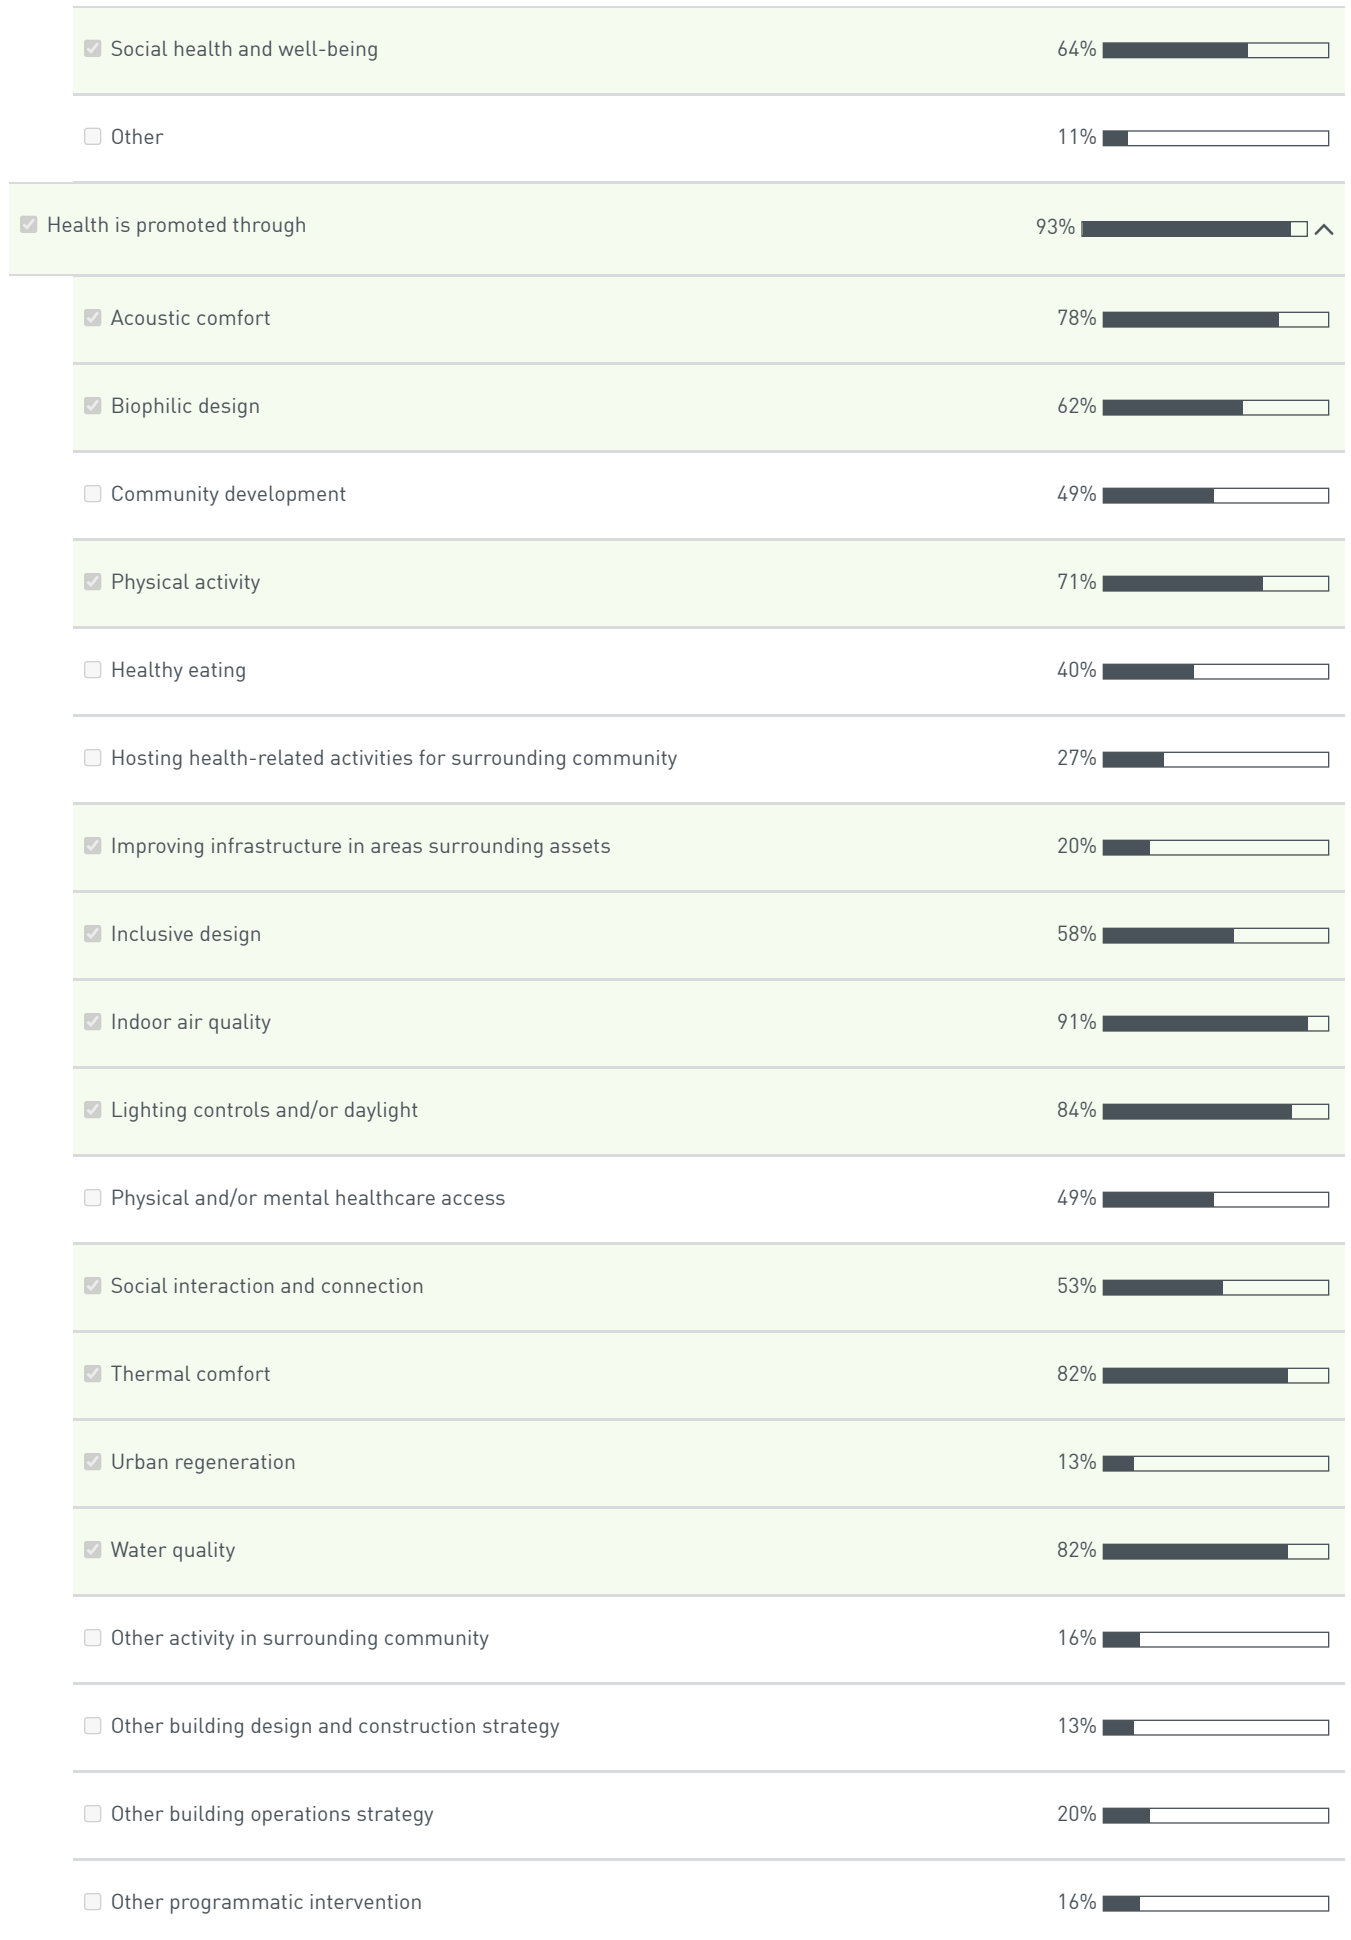 Social health and well-being 64%
Other 11%
Health is promoted through 93%
Acoustic comfort 78%
Biophilic design 62%
Community development 49%
Physical activity 71%
Healthy eating 40%
Hosting health-related activities for surrounding community 27%
Improving infrastructure in areas surrounding assets 20%
Inclusive design 58%
Indoor air quality 91%
Lighting controls and/or daylight 84%
Physical and/or mental healthcare access 49%
Social interaction and connection 53%
Thermal comfort 82%
Urban regeneration 13%
Water quality 82%
Other activity in surrounding community 16%
Other building design and construction strategy 13%
Other building operations strategy 20%
Other programmatic intervention 16%